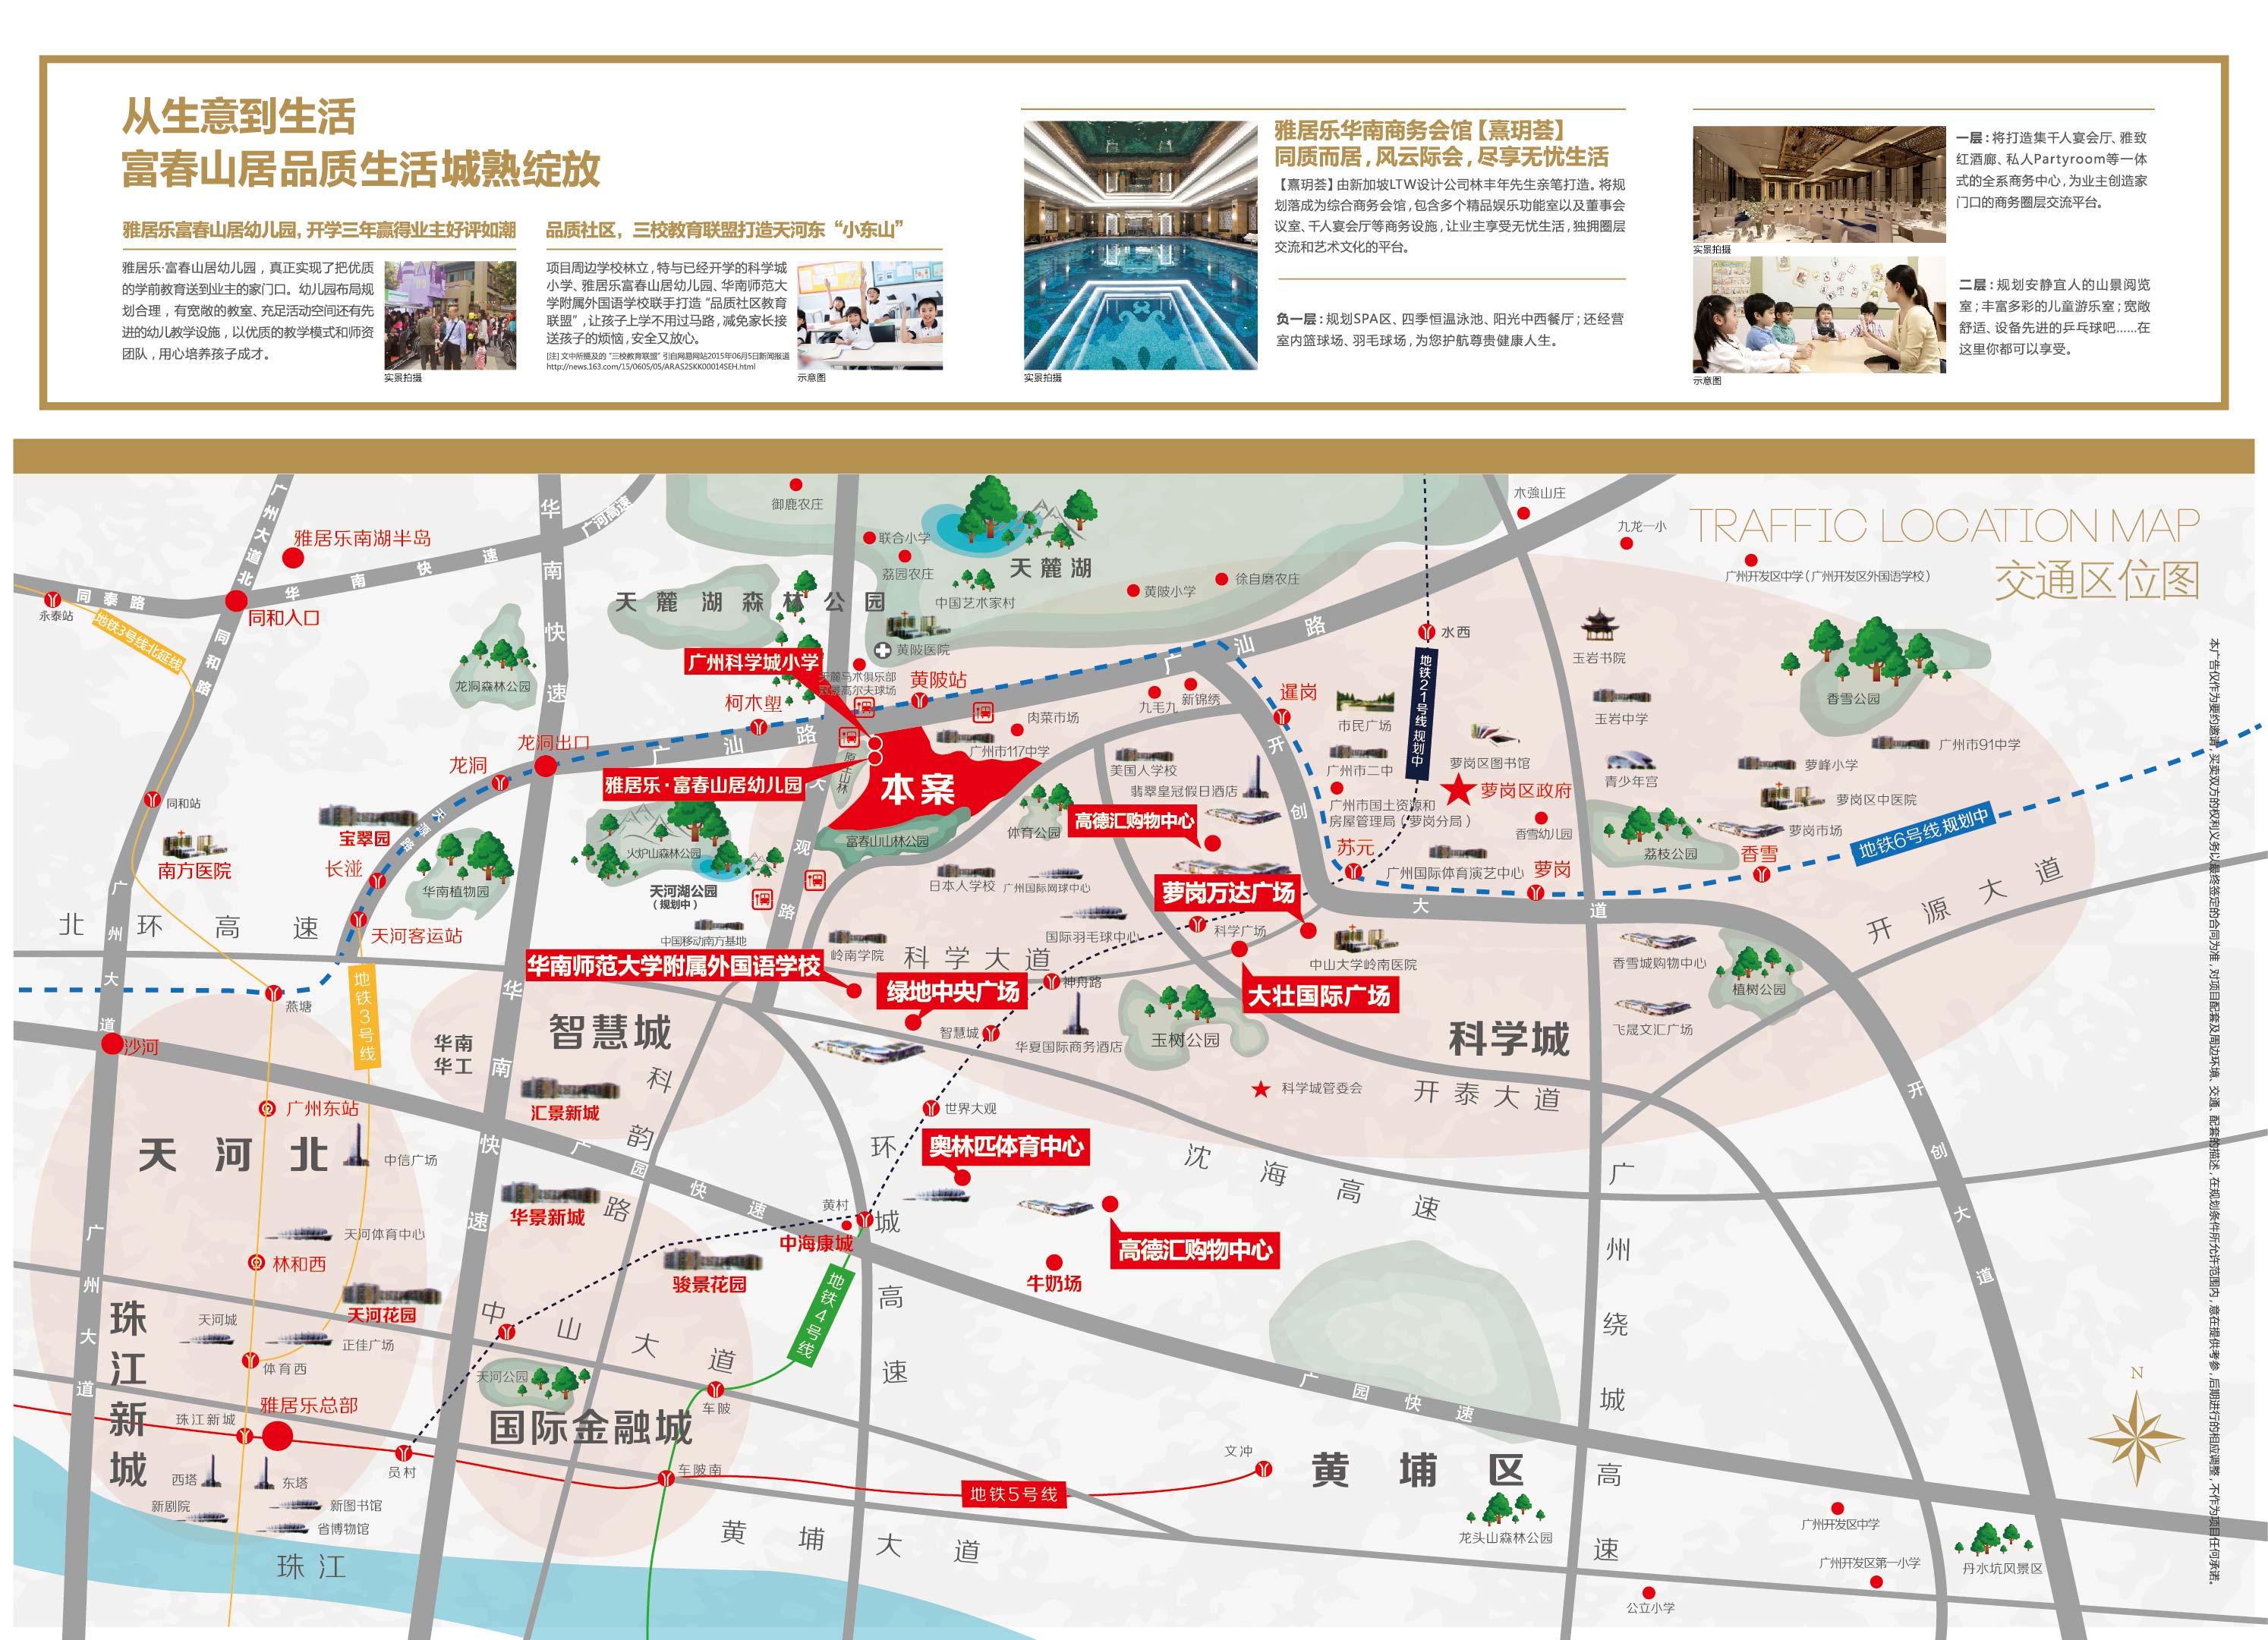 从生意到生活
富春山居品质生活城熟绽放
雅居乐富春山居幼儿园,开学三年赢得业主好评如潮
雅居乐·富春山居幼儿园,真正实现了把优质
的学前教育送到业主的家门口。幼儿园布局规
划合理,有宽敞的教室、充足活动空间还有先
进的幼儿教学设施,以优质的教学模式和师资
团队,用心培养孩子成才。
实景拍摄
品质社区,三校教育联盟打造天河东“小东山”
项目周边学校林立,特与已经开学的科学城
小学、雅居乐富春山居幼儿园、华南师范大
学附属外国语学校联手打造“品质社区教育
联盟”,让孩子上学不用过马路,减免家长接
送孩子的烦恼,安全又放心。
[注] 文中所提及的“三校教育联盟”引自网易网站2015年06月5日新闻报道
http://news.163.com/15/0605/05/ARAS2SKK00014SEH.html
示意图
实景拍摄
雅居乐华南商务会馆【熹玥荟】
同质而居,风云际会,尽享无忧生活
【熹玥荟】由新加坡LTW设计公司林丰年先生亲笔打造。将规
划落成为综合商务会馆,包含多个精品娱乐功能室以及董事会
议室、千人宴会厅等商务设施,让业主享受无忧生活,独拥圈层
交流和艺术文化的平台。
负一层:规划SPA区、四季恒温泳池、阳光中西餐厅;还经营
室内篮球场、羽毛球场,为您护航尊贵健康人生。
实景拍摄
示意图
一层:将打造集千人宴会厅、雅致
红酒廊、私人Partyroom等一体
式的全系商务中心,为业主创造家
门口的商务圈层交流平台。
二层:规划安静宜人的山景阅览
室;丰富多彩的儿童游乐室;宽敞
舒适、设备先进的乒乓球吧......在
这里你都可以享受。
TRAFFIC LOCATION MAP
交通区位图
广州大道北
雅居乐南湖半岛
华南快速
广河高速
华南快速
御鹿农庄
联合小学
荔园农庄
天麓湖
木強山庄
九龙一小
广州开发区中学(广州开发区外国语学校)
永泰站
同泰路
同和入口
地铁3号线北延线
同和路
天麓湖森林公园
中国艺术家村
黄陂小学
徐自磨农庄
龙洞森林公园
黄陂医院
广州科学城小学
黄陂站
柯木塱
广汕路
水西
地铁21号线 规划中
玉岩书院
香雪公园
玉岩中学
广州市91中学
九毛九
新锦绣
暹岗
市民广场
肉菜市场
广州市117中学
龙洞出口
龙洞
广汕路
雅居乐·富春山居幼儿园
原生山林
本案
美国人学校
翡翠皇冠假日酒店
广州市二中
萝岗区图书馆
萝岗区政府
广州市国土资源和
房屋管理局(萝岗分局)
青少年宫
萝峰小学
萝岗区中医院
萝岗市场
香雪幼儿园
同和站
南方医院
宝翠园
天源路
长湴
华南植物园
火炉山森林公园
天河湖公园
(规划中)
富春山山林公园
体育公园
高德汇购物中心
开创大道
苏元
广州国际体育演艺中心
萝岗
荔枝公园
香雪
地铁6号线规划中
开源大道
日本人学校
广州国际网球中心
萝岗万达广场
大观路
北环高速
天河客运站
中国移动南方基地
岭南学院
科学大道
国际羽毛球中心
科学广场
中山大学岭南医院
香雪城购物中心
植树公园
飞晟文汇广场
华南师范大学附属外国语学校
绿地中央广场
神舟路
大壮国际广场
燕塘
地铁3号线
沙河
华南
华工
智慧城
智慧城
华夏国际商务酒店
玉树公园
科学城
科学城管委会
开泰大道
汇景新城
科韵路
世界大观
奥林匹体育中心
沈海高速
广州东站
天河北
中信广场
华南快速
广园快速
环城高速
天河体育中心
华景新城
黄村
中海康城
骏景花园
地铁4号线
高德汇购物中心
牛奶场
广州绕城高速
开创大道
林和西
天河花园
天河城
正佳广场
体育西
珠江新城
广州大道
中山大道
天河公园
车陂
国际金融城
广园快速
雅居乐总部
珠江新城
员村
车陂南
地铁5号线
文冲
黄埔区
西塔
东塔
新剧院
新图书馆
省博物馆
珠江
黄埔大道
龙头山森林公园
广州开发区中学
广州开发区第一小学
丹水坑风景区
公立小学
N
本广告仅作为要约邀请,买卖双方的权利义务以最终签定的合同为准,对项目配套及周边环境、交通、配套的描述,在规划条件所允许范围内,意在提供考参,后期进行的相应调整,不作为项目任何承诺。